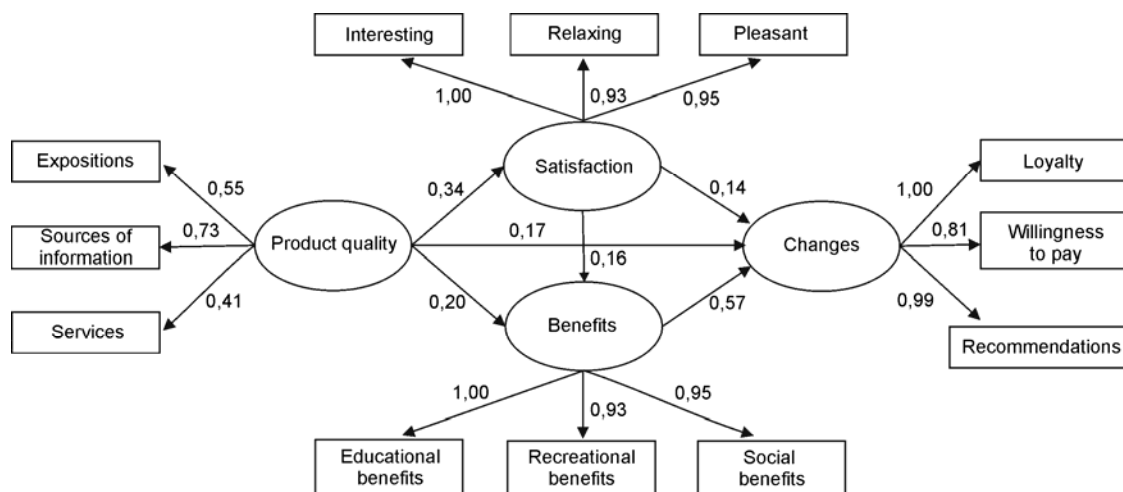 Interesting
Relaxing
Pleasant
1,00
0,93
0,95
Expositions
Satisfaction
Loyalty
0,55
0,34
0,14
1,00
Sources of
information
0,73
Product quality
0,17
Changes
0,81
Willingness
to pay
0,16
0,41
0,20
0,57
0,99
Services
Benefits
Recommendations
1,00
0,93
0,95
Educational
benefits
Recreational
benefits
Social
benefits